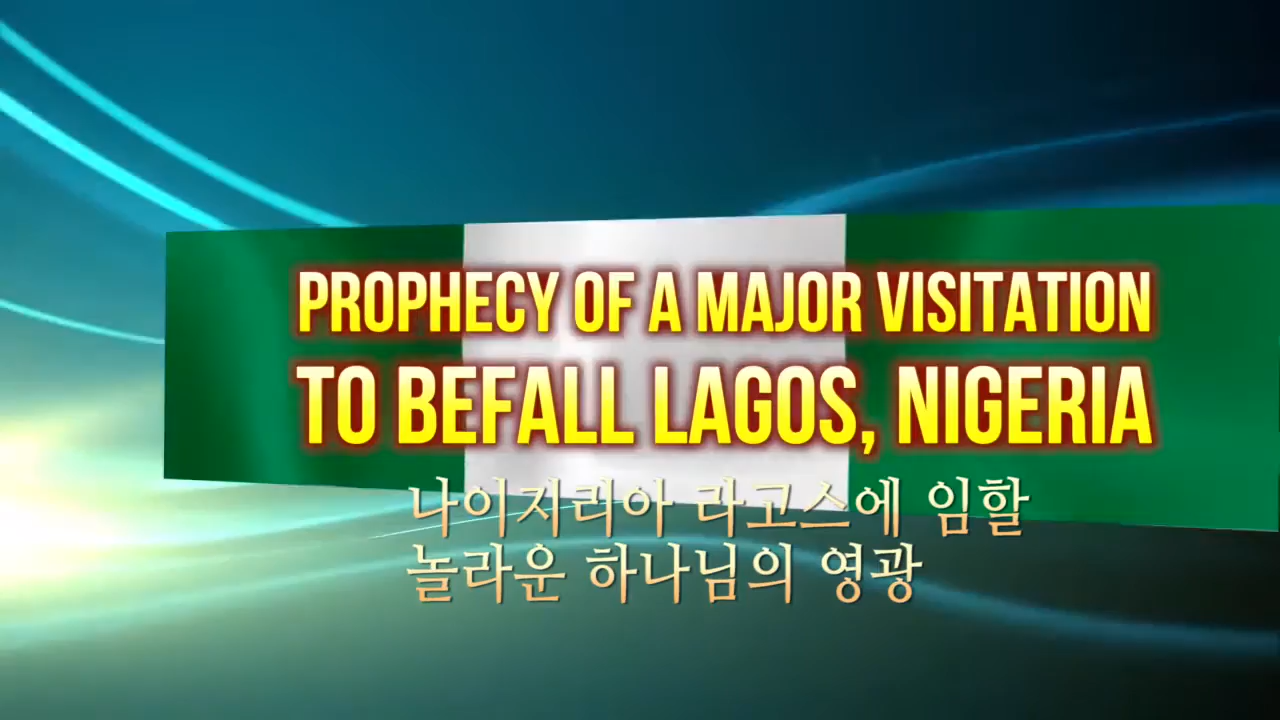 PROPHECY OF A MAJOR VISITATION
TO BEFALL LAGOS, NIGERIA
나이지리아 라고스에 임할
놀라운 하나님의 영광